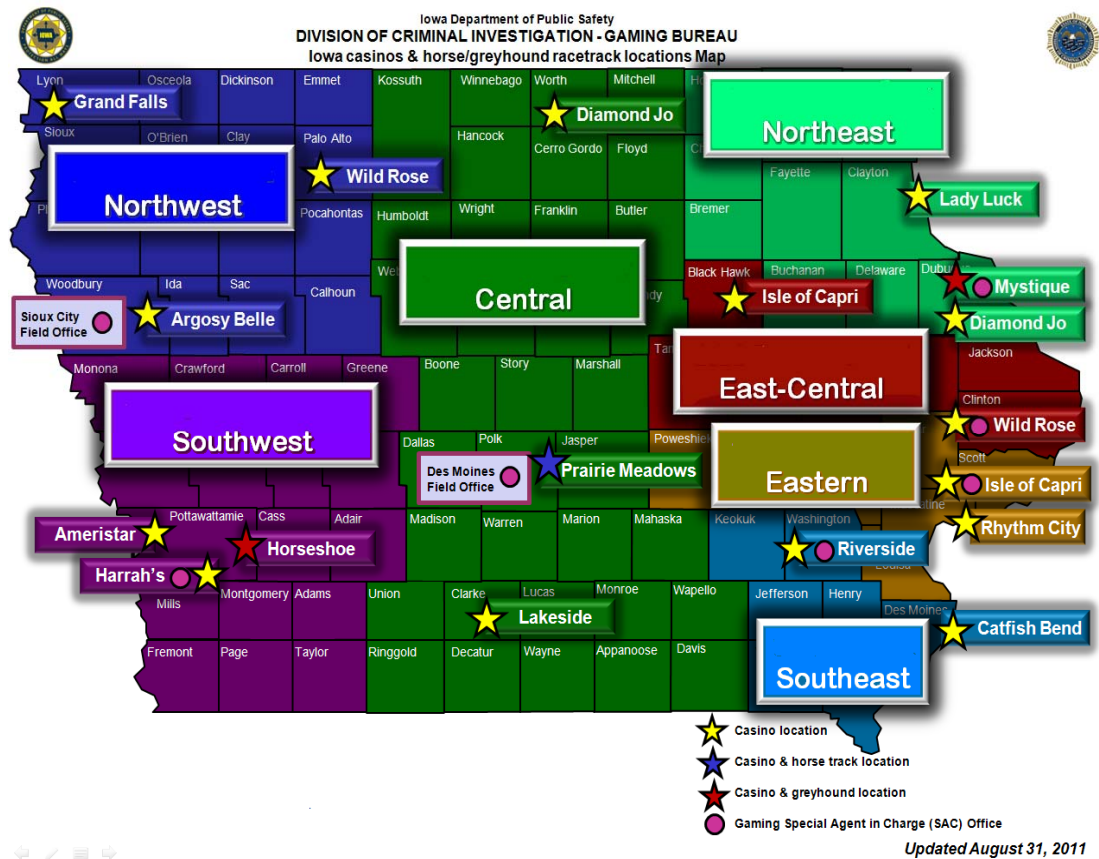 Iowa Department of Public Safety
DIVISION OF CRIMINAL INVESTIGATION - GAMING BUREAU
Iowa casinos & horse/greyhound racetrack locations Map
IOWA
Lyon
Osceola
Dickinson
Emmet
Kossuth
Winnebago
Worth
Mitchell
Grand Falls
Diamond Jo
Northeast
Sioux
O'Brien
Clay
Palo Alto
Hancock
Cerro Gordo
Floyd
Wild Rose
Fayette
Clayton
Lady Luck
Northwest
Pocahontas
Humboldt
Wright
Franklin
Butler
Bremer
Woodbury
Ida
Sac
Calhoun
Central
Black Hawk
Buchanan
Delaware
Isle of Capri
Mystique
Sioux City
Field Office
Argosy Belle
Diamond Jo
Monona
Crawford
Carroll
Greene
Boone
Story
Marshall
Jackson
East-Central
Clinton
Wild Rose
Southwest
Dallas
Polk
Jasper
Des Moines
Field Office
Prairie Meadows
Eastern
Scott
Isle of Capri
Pottawattamie
Cass
Adair
Madison
Warren
Marion
Mahaska
Keokuk
Washington
Rhythm City
Ameristar
Horseshoe
Riverside
Harrah's
Mills
Montgomery
Adams
Union
Clarke
Lucas
Monroe
Wapello
Jefferson
Henry
Des Moines
Lakeside
Catfish Bend
Fremont
Page
Taylor
Ringgold
Decatur
Wayne
Appanoose
Davis
Southeast
Casino location
Casino & horse track location
Casino & greyhound location
Gaming Special Agent in Charge (SAC) Office
Updated August 31, 2011